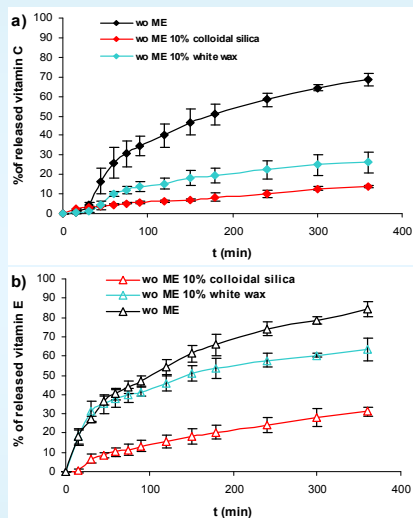 a)
wo ME
wo ME 10% colloidal silica
wo ME 10% white wax
% of released vitamin C
100
90
80
70
60
50
40
30
20
10
0
0 100 200 300 400
t (min)
b)
wo ME 10% colloidal silica
wo ME 10% white wax
wo ME
% of released vitamin E
100
90
80
70
60
50
40
30
20
10
0
0 100 200 300 400
t (min)